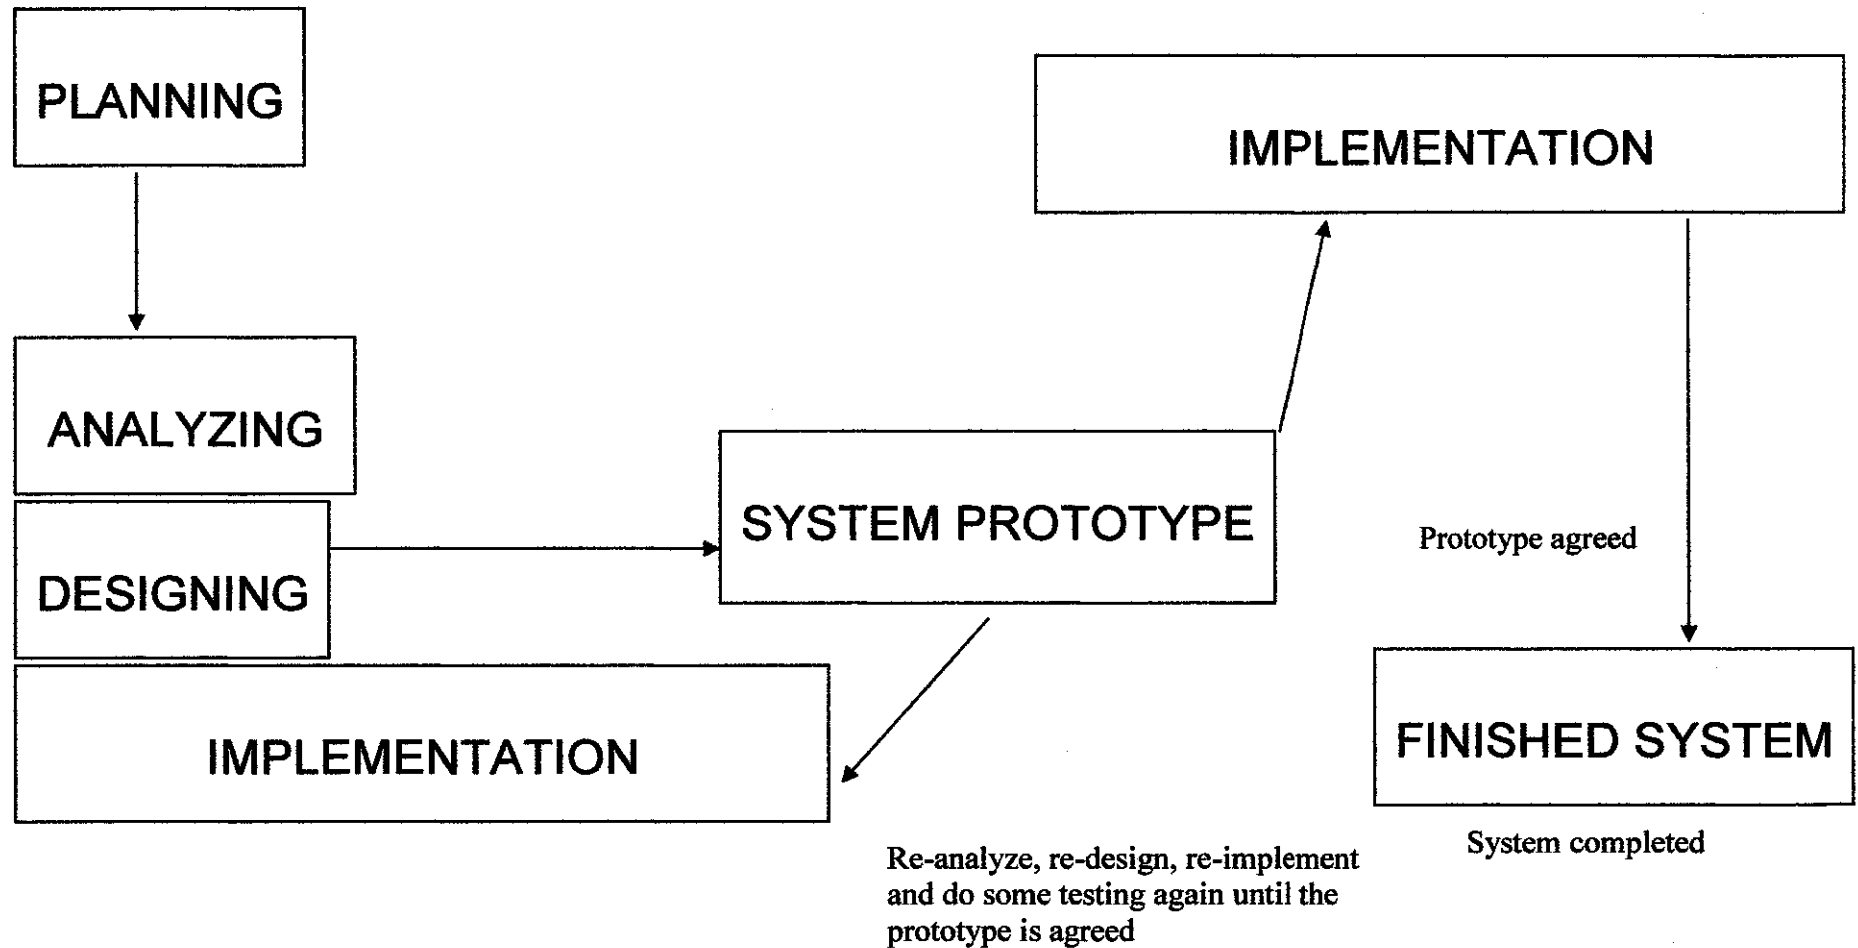 PLANNING
IMPLEMENTATION
ANALYZING
SYSTEM PROTOTYPE
Prototype agreed
DESIGNING
IMPLEMENTATION
FINISHED SYSTEM
System completed
Re-analyze, re-design, re-implement
and do some testing again until the
prototype is agreed